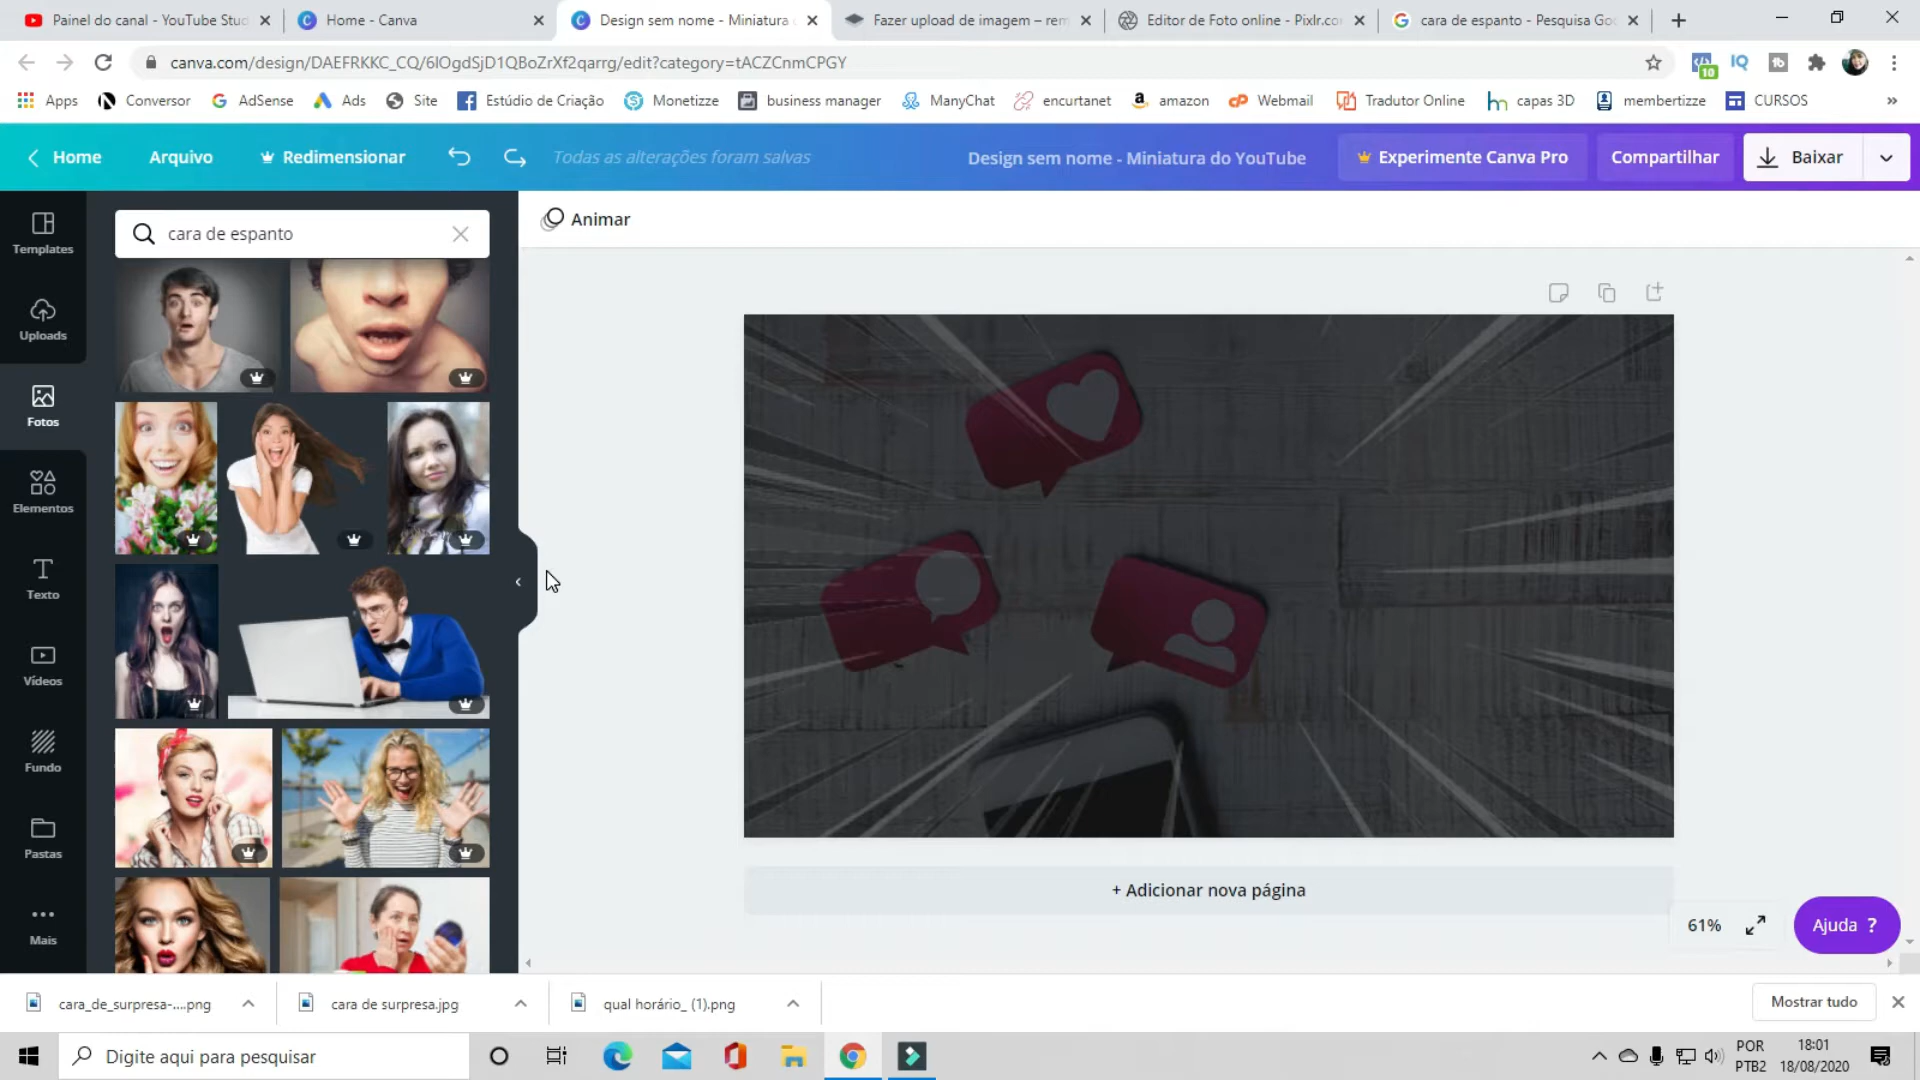 Painel do canal - YouTube Stu
Home - Canva
Design sem nome - Miniatura
Fazer upload de imagem – rem
Editor de Foto online - Pixlr.co
cara de espanto - Pesquisa Go
canva.com/design/DAEFRKKC_CQ/6lOgdSjD1QBoZrXf2qarrg/edit?category=tACZCnmCPGY
10
IQ
tb
Apps
Conversor
AdSense
Ads
Site
Estúdio de Criação
Monetizze
business manager
ManyChat
encurtanet
amazon
Webmail
Tradutor Online
capas 3D
membertizze
CURSOS
Home
Arquivo
Redimensionar
Todas as alterações foram salvas
Design sem nome - Miniatura do YouTube
Experimente Canva Pro
Compartilhar
Baixar
Templates
Uploads
Fotos
Elementos
Texto
Vídeos
Fundo
Pastas
Mais
cara de espanto
Animar
+ Adicionar nova página
61%
Ajuda ?
cara_de_surpresa-....png
cara de surpresa.jpg
qual horário_ (1).png
Mostrar tudo
Digite aqui para pesquisar
POR
PTB2
18:01
18/08/2020